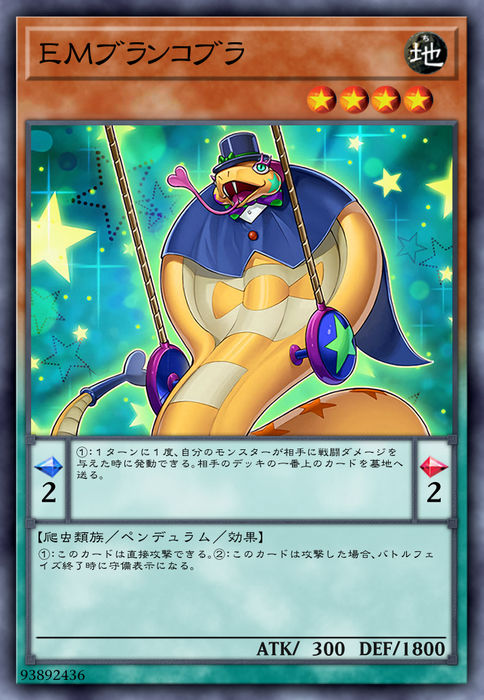 EMブランコブラ
ち
地
①：１ターンに１度、自分のモンスターが相手に戦闘ダメージを
与えた時に発動できる。相手のデッキの一番上のカードを墓地へ
送る。
2
2
【爬虫類族／ペンデュラム／効果】
①：このカードは直接攻撃できる。②：このカードは攻撃した場合、バトルフェ
イズ終了時に守備表示になる。
ATK/ 300 DEF/1800
93892436